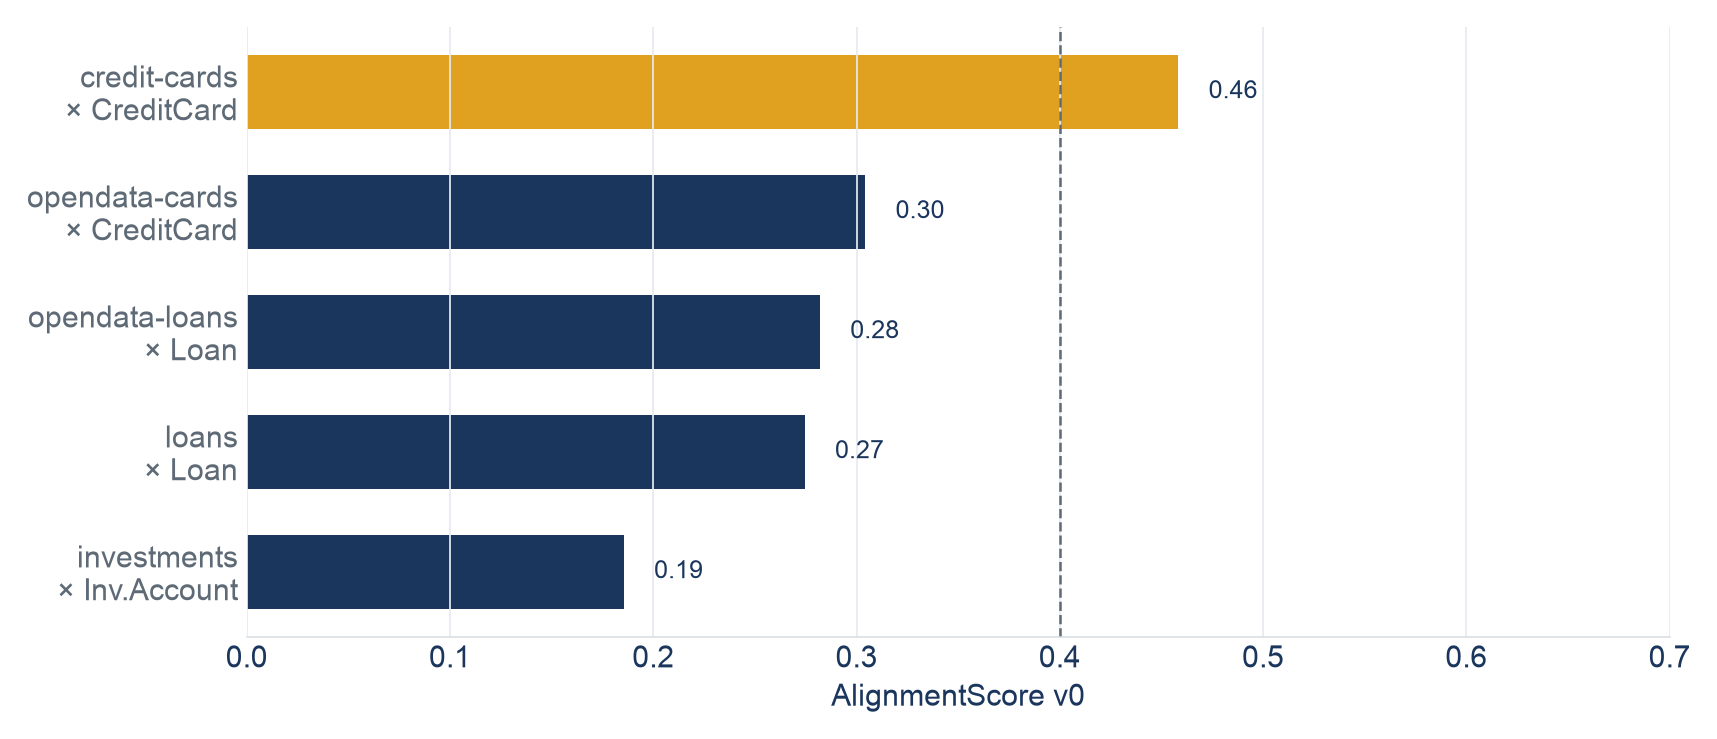 credit-cards
× CreditCard
0.46
opendata-cards
× CreditCard
0.30
opendata-loans
× Loan
0.28
loans
× Loan
0.27
investments
× Inv.Account
0.19
0.0 0.1 0.2 0.3 0.4 0.5 0.6 0.7
AlignmentScore v0